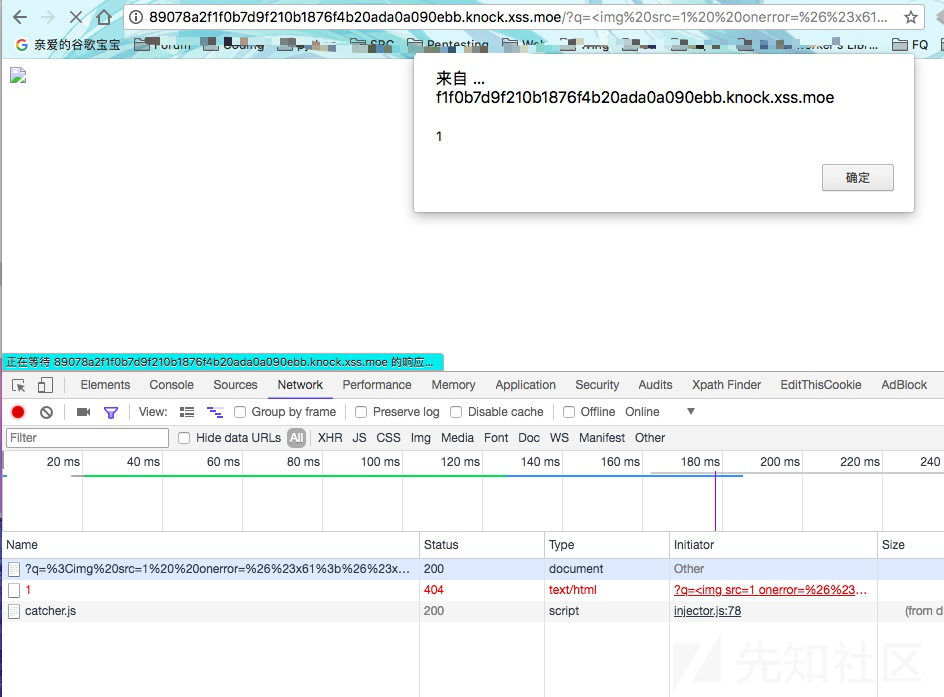 89078a2f1f0b7d9f210b1876f4b20ada0a090ebb.knock.xss.moe/?q=<img%20src=1%20%20onerror=%26%23x61...
亲爱的谷歌宝宝 Forum SRC Pentesting FQ
来自 ...
f1f0b7d9f210b1876f4b20ada0a090ebb.knock.xss.moe
1
确定
正在等待 89078a2f1f0b7d9f210b1876f4b20ada0a090ebb.knock.xss.moe 的响应...
Elements Console Sources Network Performance Memory Application Security Audits Xpath Finder EditThisCookie AdBlock
View: Group by frame Preserve log Disable cache Offline Online
Filter Hide data URLs All XHR JS CSS Img Media Font Doc WS Manifest Other
20 ms 40 ms 60 ms 80 ms 100 ms 120 ms 140 ms 160 ms 180 ms 200 ms 220 ms 240
Name Status Type Initiator Size
?q=%3Cimg%20src=1%20%20onerror=%26%23x61%3b%26%23x... 200 document Other
1 404 text/html ?q=<img src=1 onerror=%26%23...
catcher.js 200 script injector.js:78 (from d
先知社区